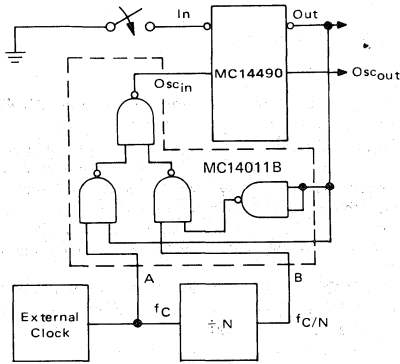 In
Out
MC14490
Osc_in
Osc_out
MC14011B
A
B
External
Clock
f_C
÷ N
f_C/N